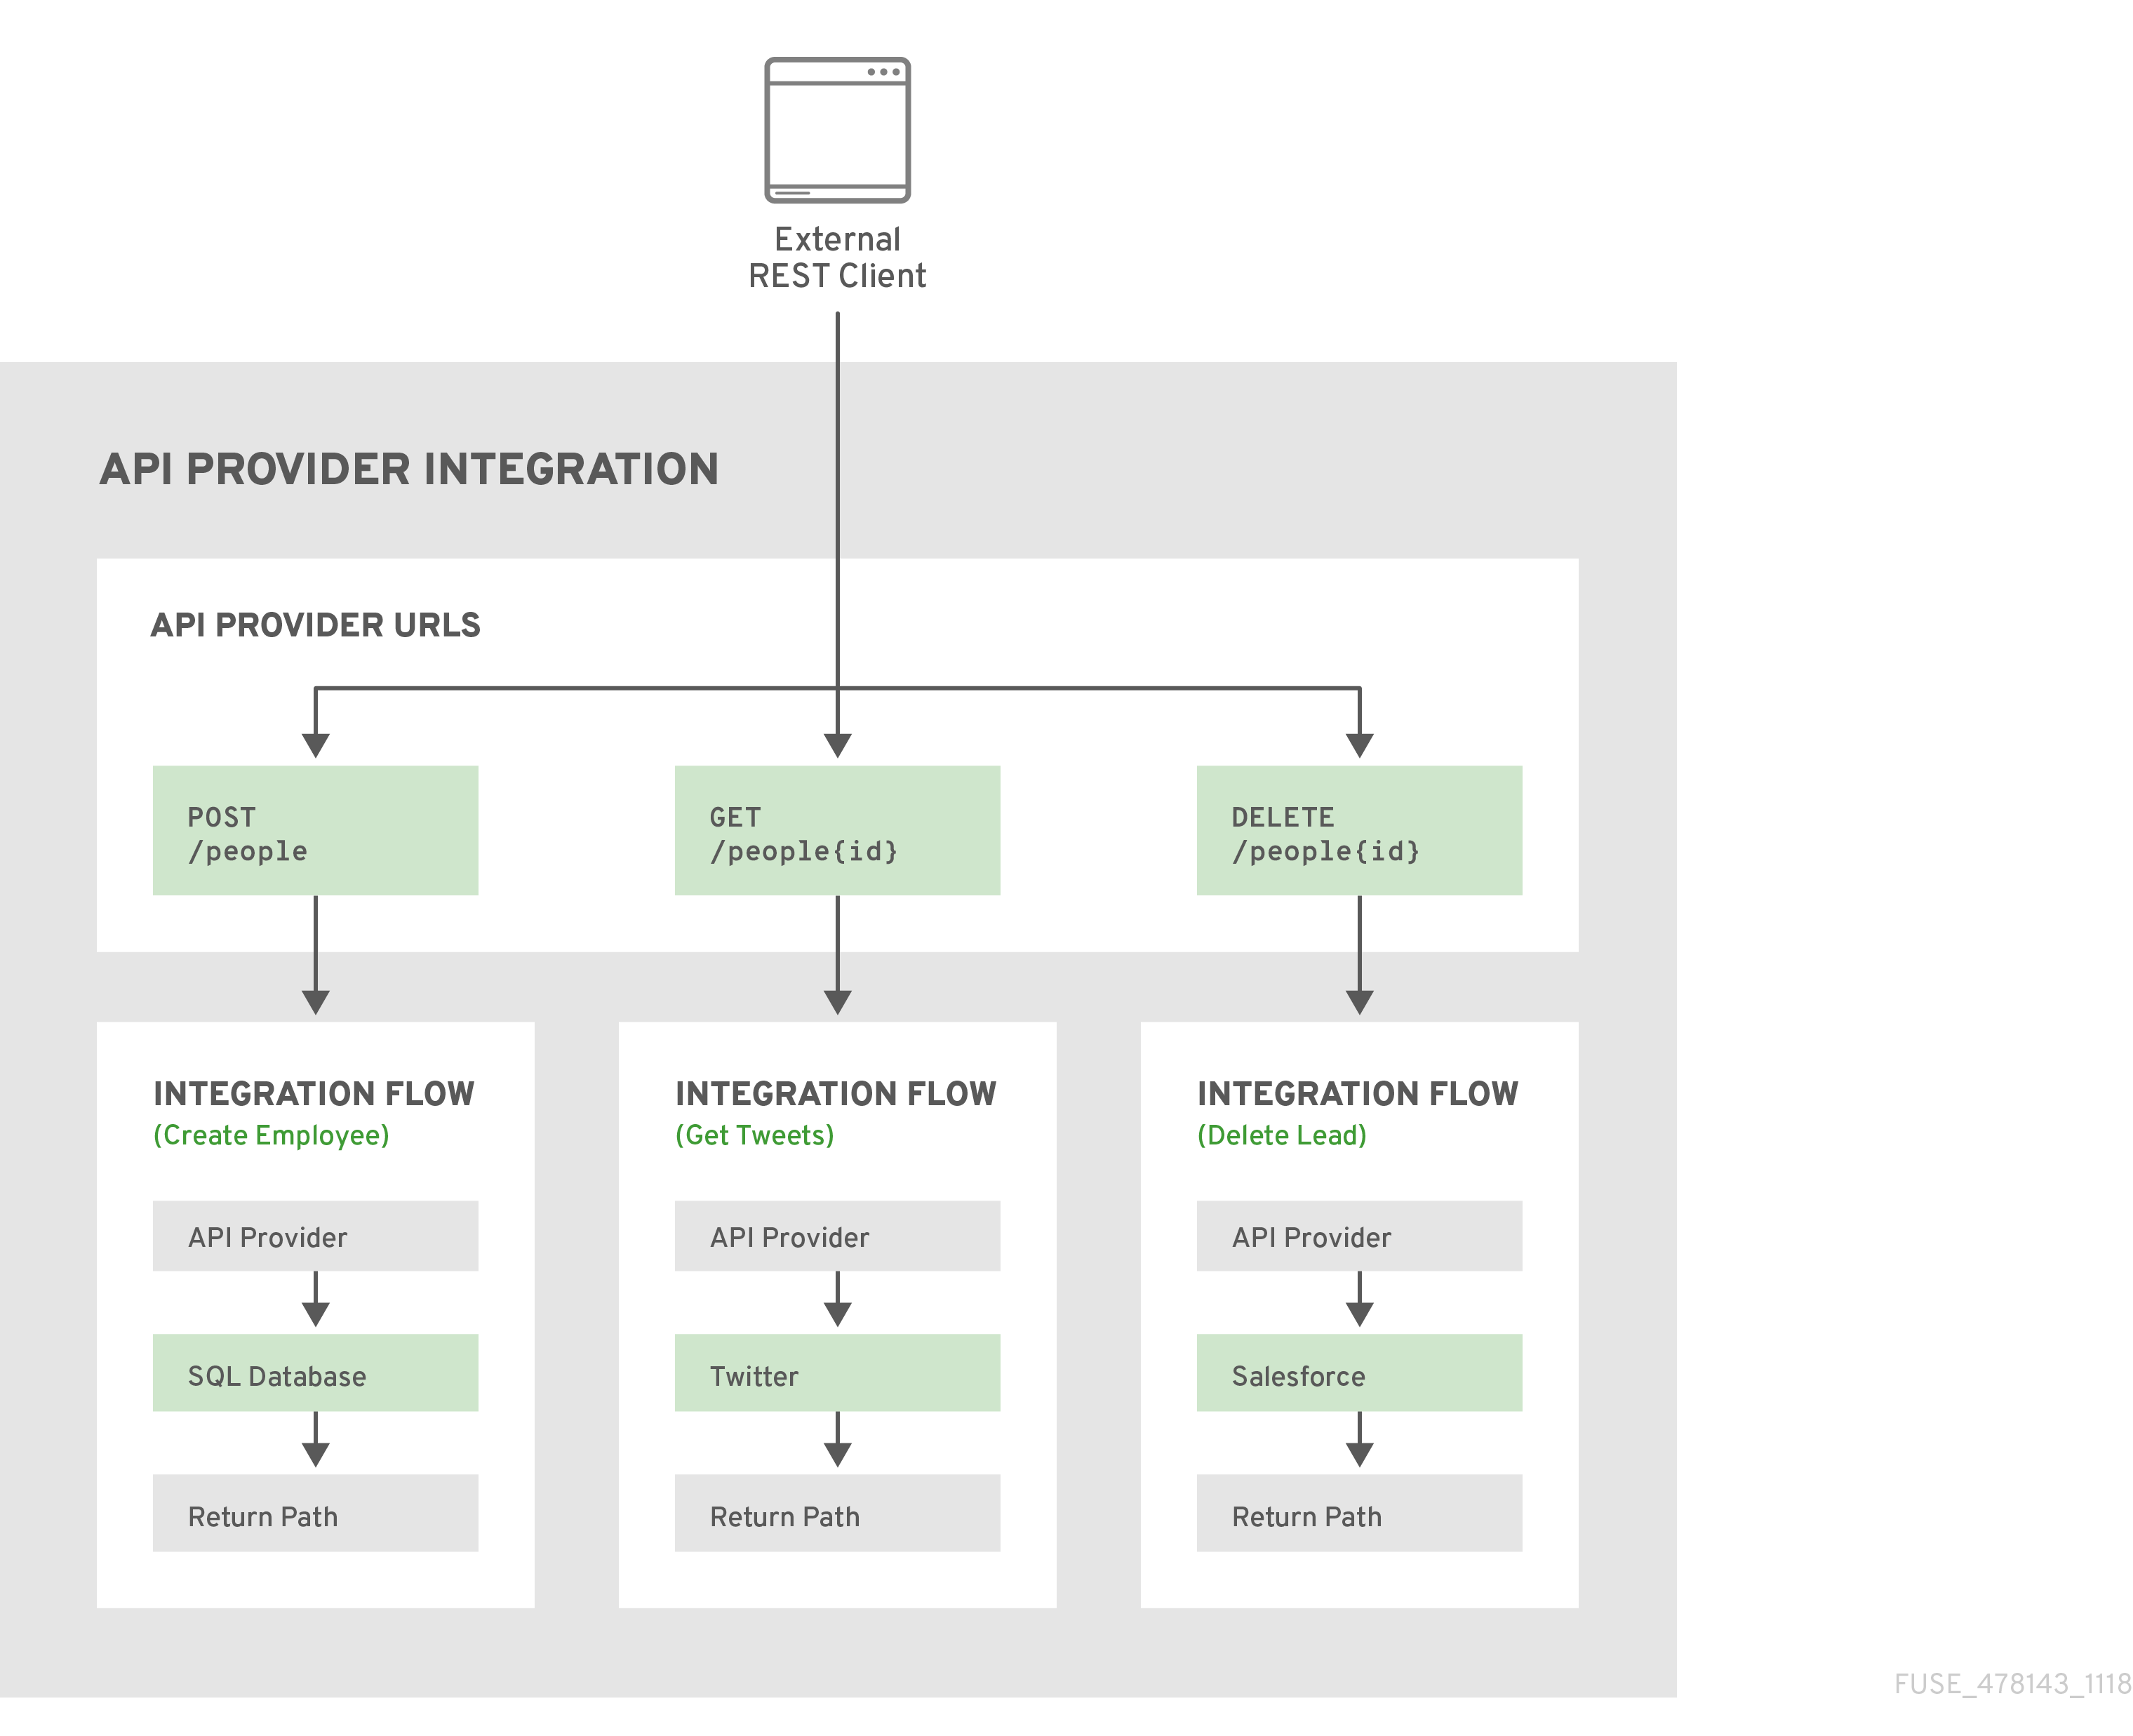 External
REST Client
API PROVIDER INTEGRATION
API PROVIDER URLS
POST
/people
GET
/people{id}
DELETE
/people{id}
INTEGRATION FLOW
(Create Employee)
API Provider
SQL Database
Return Path
INTEGRATION FLOW
(Get Tweets)
API Provider
Twitter
Return Path
INTEGRATION FLOW
(Delete Lead)
API Provider
Salesforce
Return Path
FUSE_478143_1118